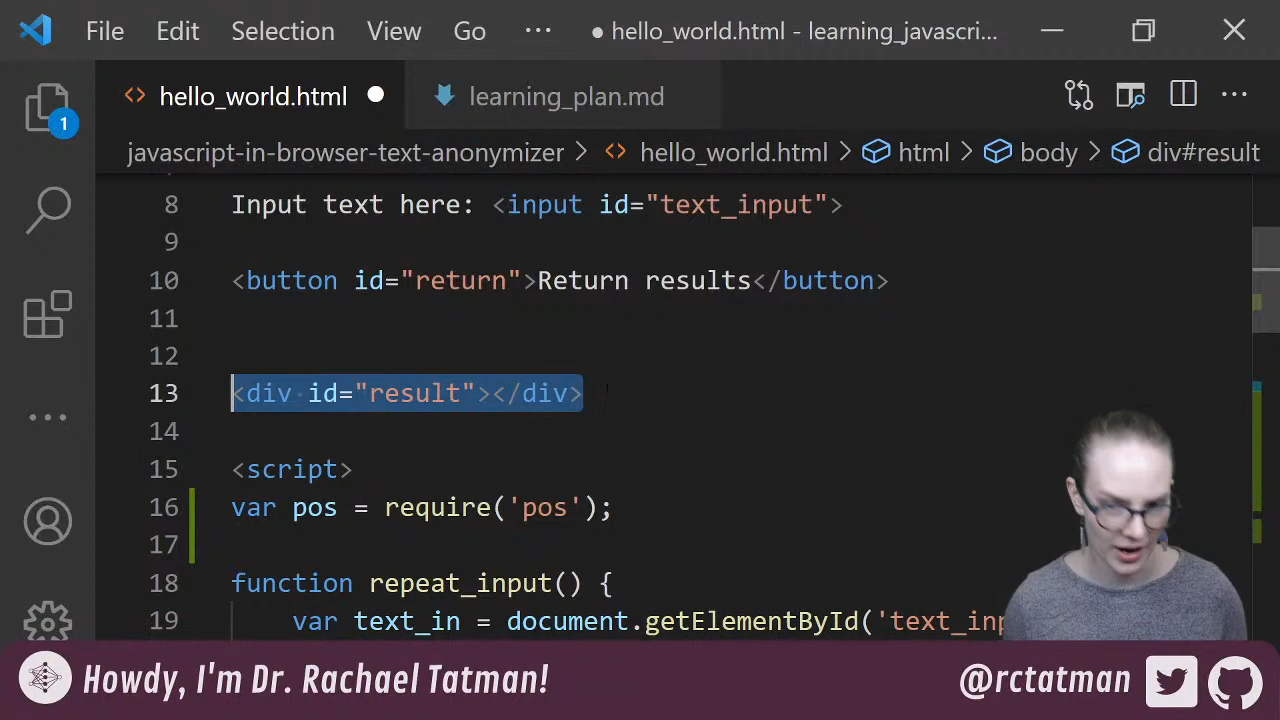 File Edit Selection View Go ··· ● hello_world.html - learning_javascri...
hello_world.html learning_plan.md
1
javascript-in-browser-text-anonymizer > hello_world.html > html > body > div#result
8 Input text here: <input id="text_input">
9
10 <button id="return">Return results</button>
11
12
13 <div id="result"></div>
14
15 <script>
16 var pos = require('pos');
17
18 function repeat_input() {
19 var text_in = document.getElementById('text_inp
Howdy, I'm Dr. Rachael Tatman! @rctatman